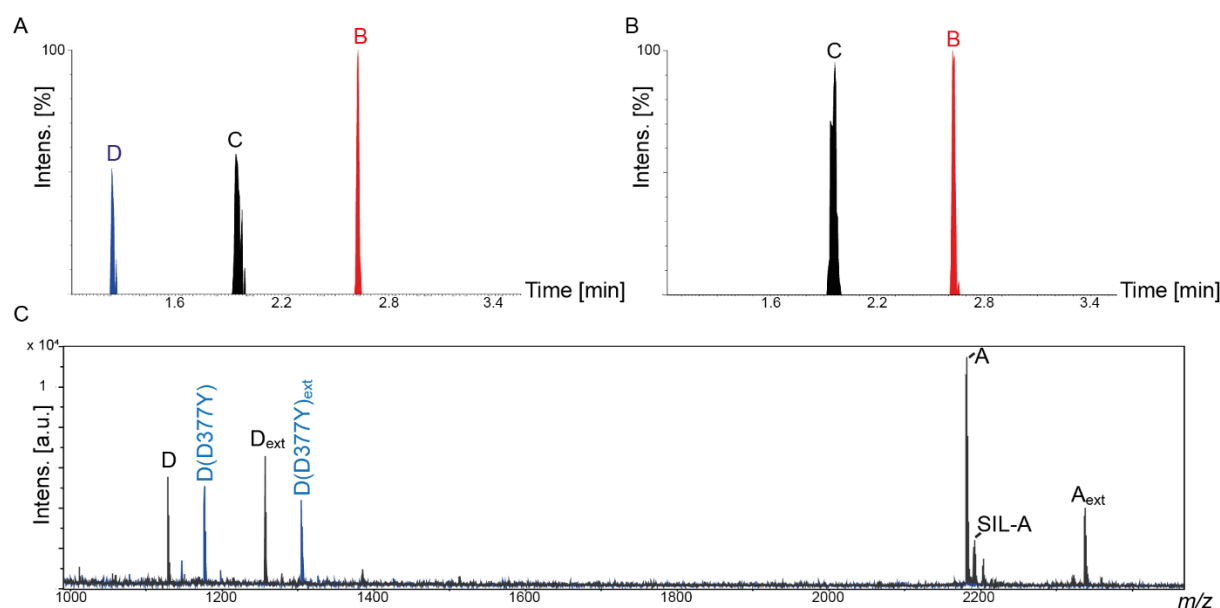 A
B
100
Intens. [%]
D
C
B
1.6 2.2 2.8 3.4
Time [min]
100
Intens. [%]
C
B
1.6 2.2 2.8 3.4
Time [min]
C
x 10⁴
1
Intens. [a.u.]
D
D(D377Y)
Dext
D(D377Y)ext
A
SIL-A
Aext
1000 1200 1400 1600 1800 2000 2200 m/z